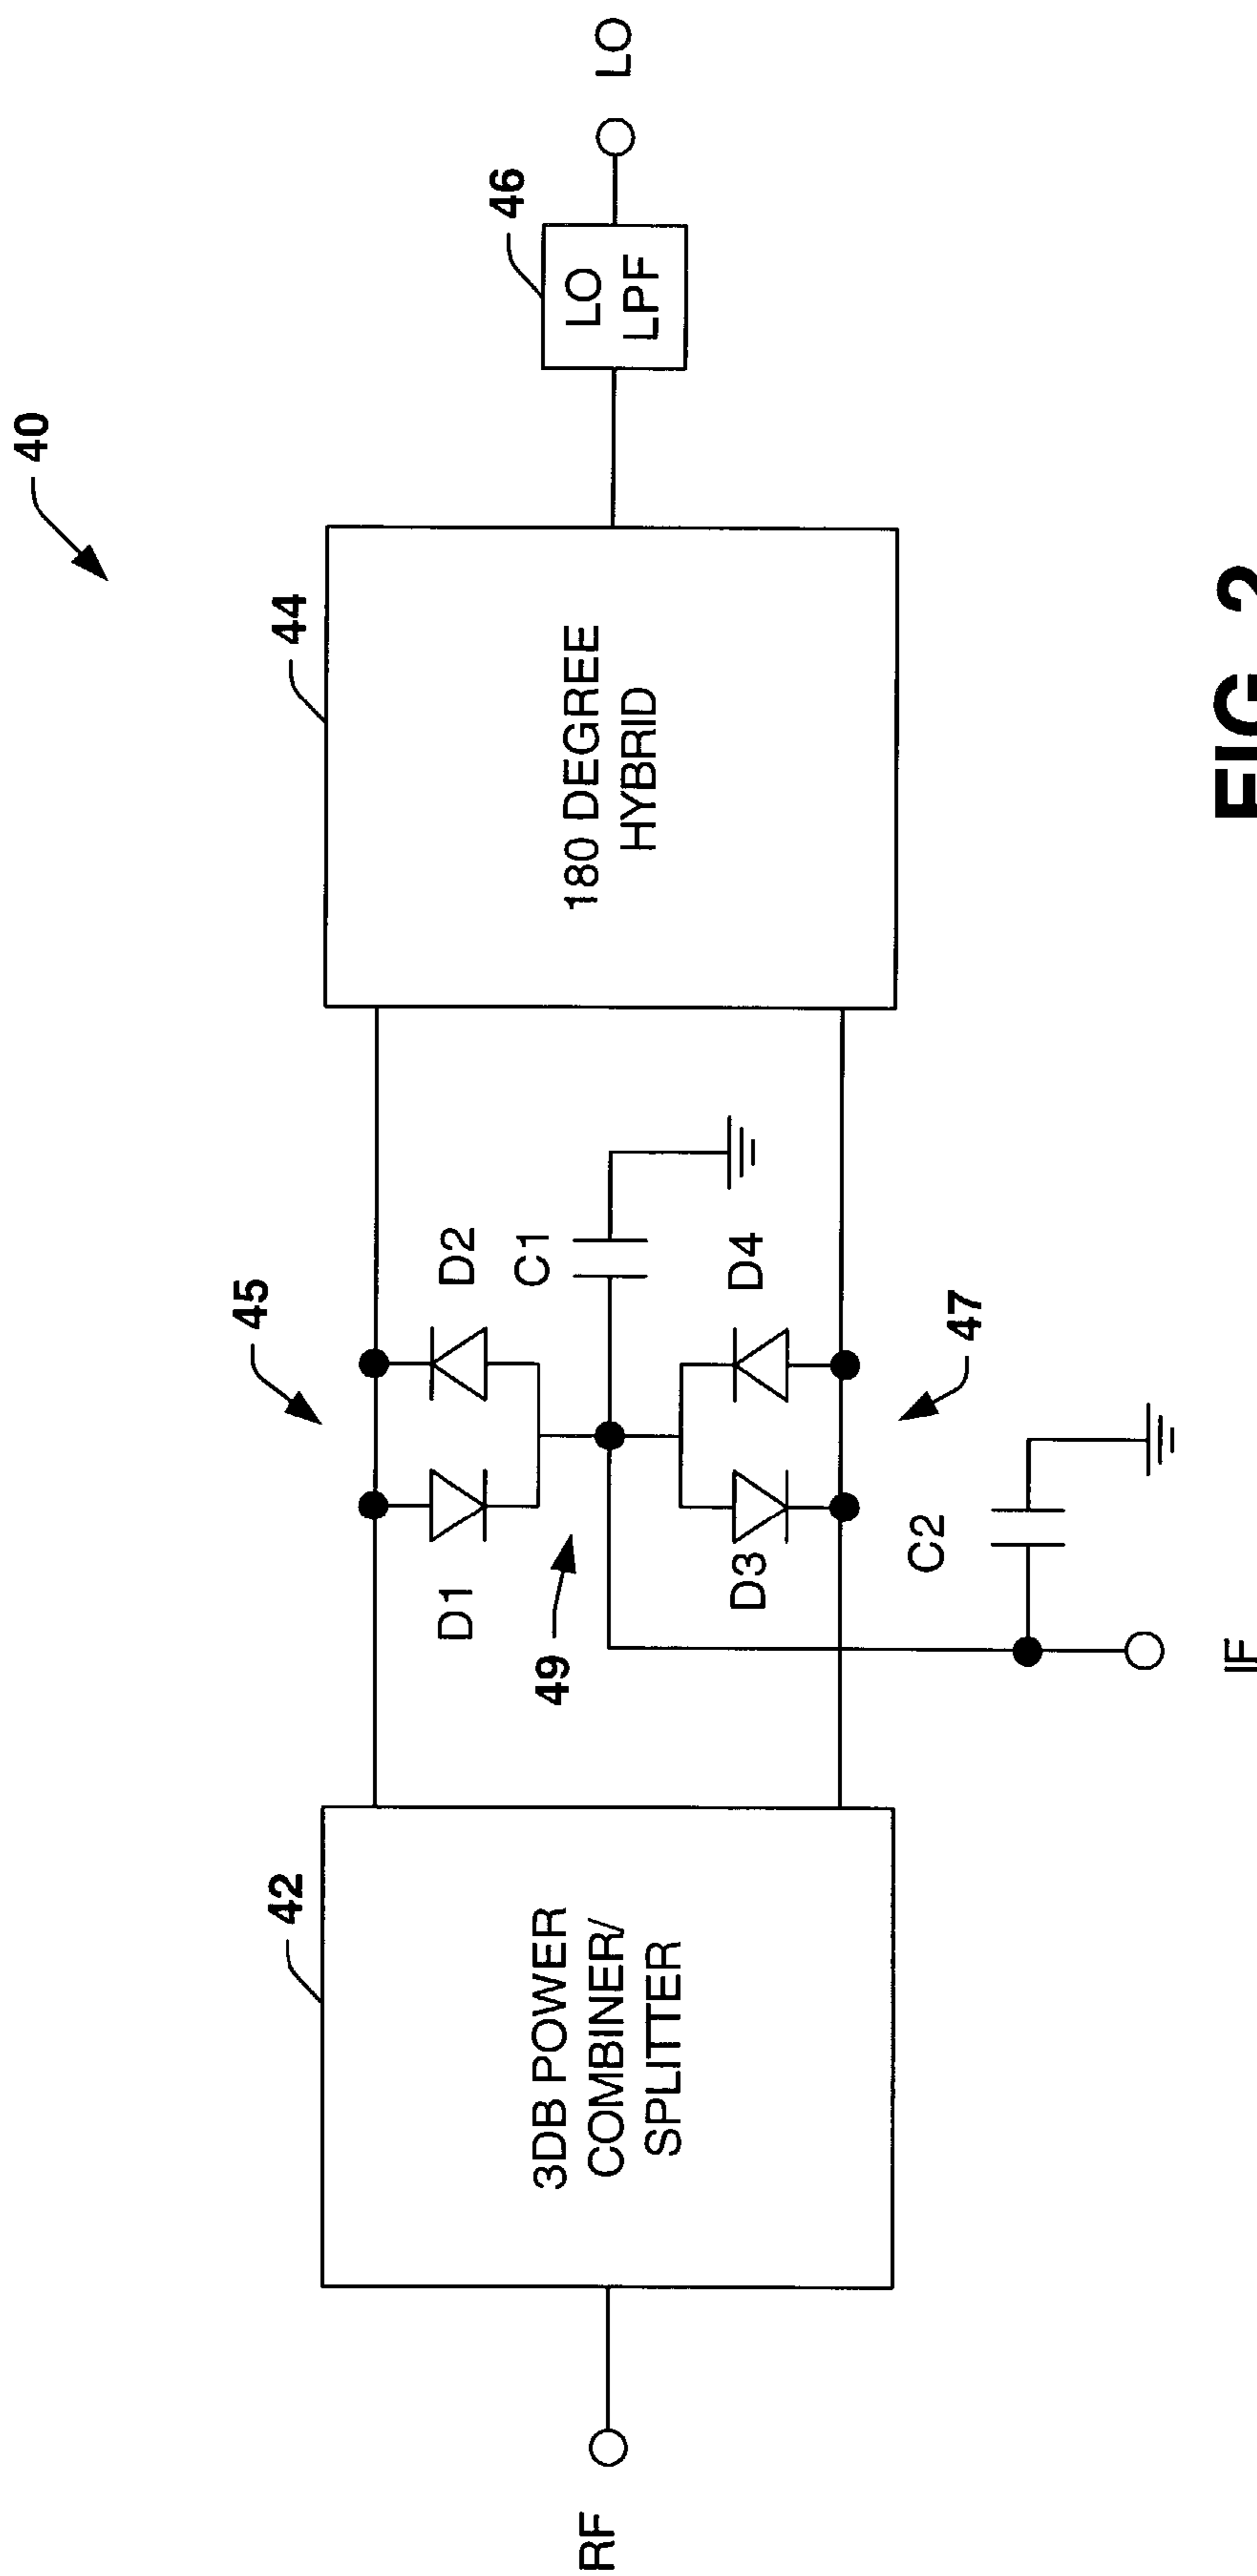 40
44
46
45
42
180 DEGREE
HYBRID
LO
LPF
LO
D1
D2
C1
49
D3
D4
47
C2
3DB POWER
COMBINER/
SPLITTER
RF
IF
FIG. 2